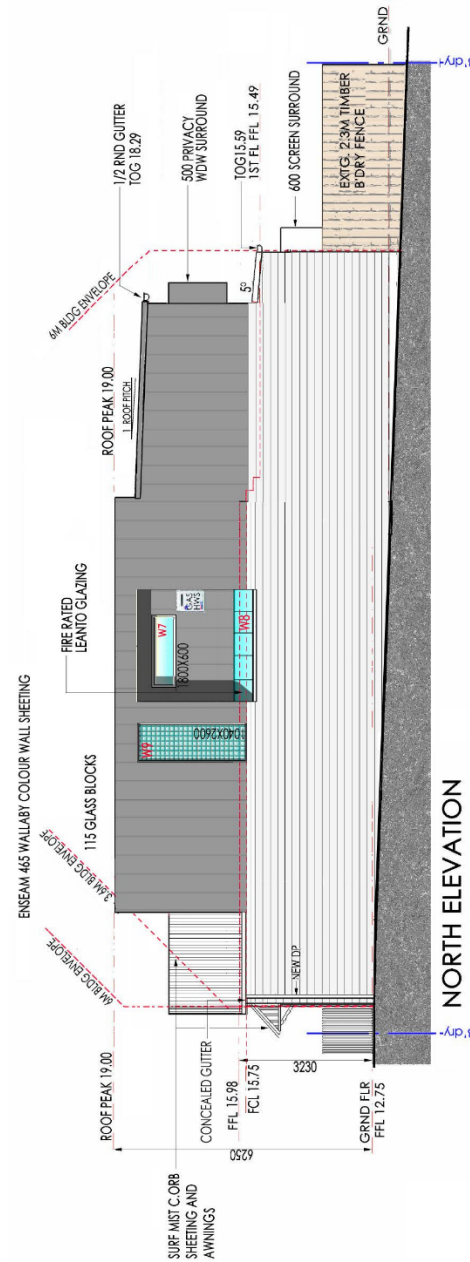 ENSEAM 465 WALLABY COLOUR WALL SHEETING
ROOF PEAK 19.00
6M BLDG ENVELOPE
3.6M BLDG ENVELOPE
115 GLASS BLOCKS
FIRE RATED
LEANTO GLAZING
ROOF PEAK 19.00
1 ROOF PITCH
6M BLDG ENVELOPE
1/2 RND GUTTER
TOG 18.29
500 PRIVACY
WDW SURROUND
TOG15.59
1ST FL FFL 15.49
5°
600 SCREEN SURROUND
W9
1040X2600
W7
1800X600
GAS
HWS
W8
SURF MIST C.ORB
SHEETING AND
AWNINGS
CONCEALED GUTTER
FFL 15.98
FCL 15.75
6250
3230
NEW DP
GRND FLR
FFL 12.75
EXTG. 2.3M TIMBER
B'DRY FENCE
GRND
NORTH ELEVATION